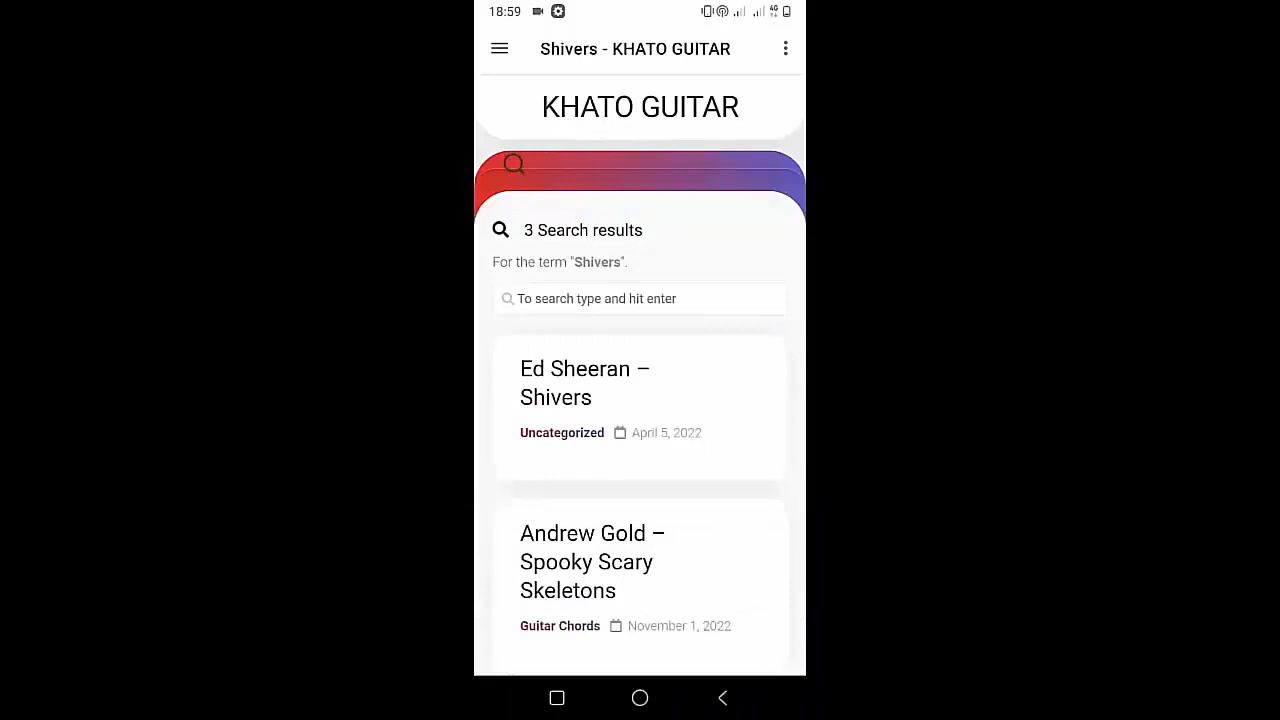 18:59
4G
Shivers - KHATO GUITAR
KHATO GUITAR
3 Search results
For the term "Shivers".
To search type and hit enter
Ed Sheeran –
Shivers
Uncategorized April 5, 2022
Andrew Gold –
Spooky Scary
Skeletons
Guitar Chords November 1, 2022